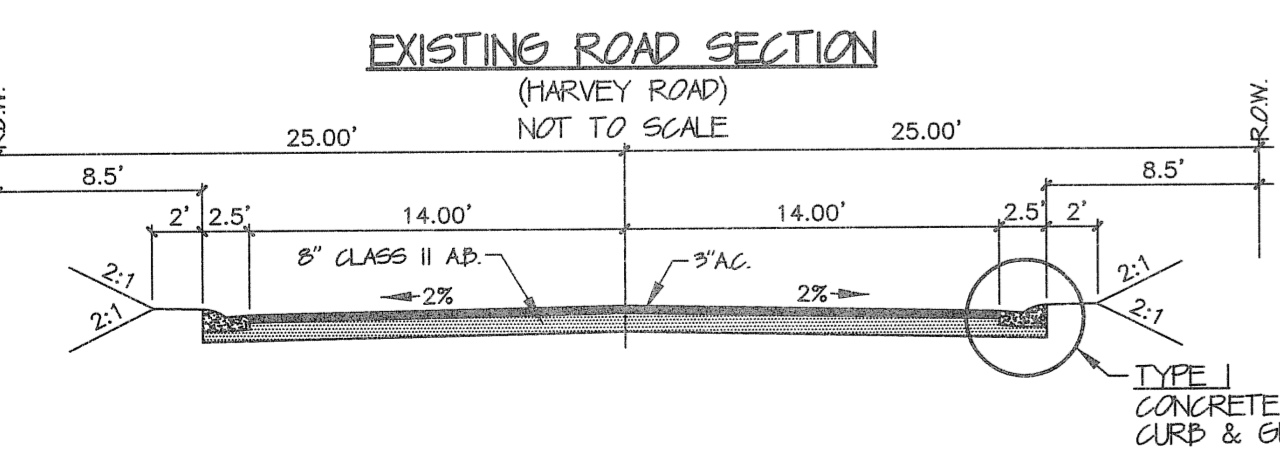 EXISTING ROAD SECTION
(HARVEY ROAD)
NOT TO SCALE
R.O.W.
25.00'
25.00'
R.O.W.
8.5'
8.5'
2'
2.5'
14.00'
14.00'
2.5'
2'
8" CLASS II A.B.
3"A.C.
2:1
2:1
2%
2%
2:1
2:1
TYPE I
CONCRETE
CURB &